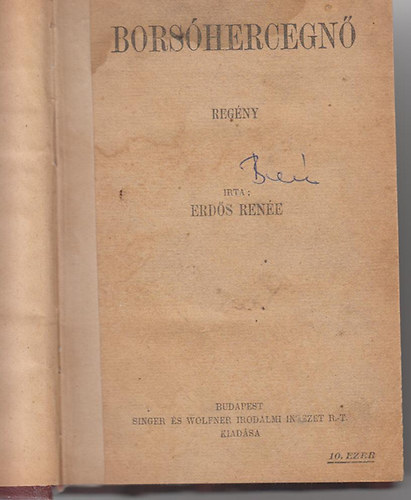 BORSÓHERCEGNŐ
REGÉNY
IRTA:
ERDŐS RENÉE
BUDAPEST
SINGER ÉS WOLFNER IRODALMI INTÉZET R.-T.
KIADÁSA
10. EZER